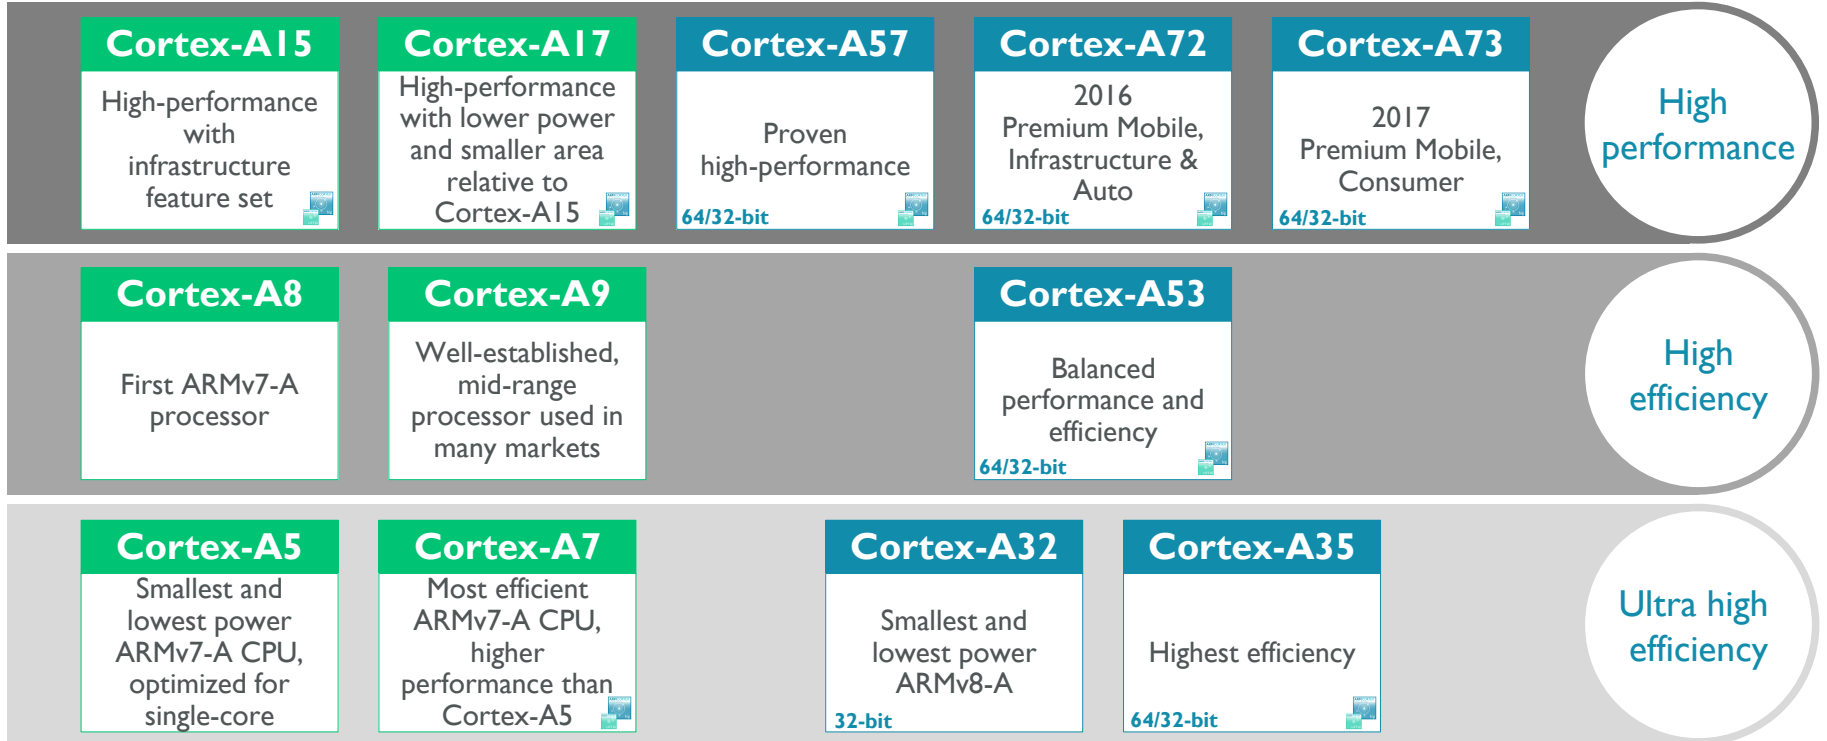 Cortex-A15
High-performance
with
infrastructure
feature set
Cortex-A17
High-performance
with lower power
and smaller area
relative to
Cortex-A15
Cortex-A57
Proven
high-performance
64/32-bit
Cortex-A72
2016
Premium Mobile,
Infrastructure &
Auto
64/32-bit
Cortex-A73
2017
Premium Mobile,
Consumer
64/32-bit
High
performance
Cortex-A8
First ARMv7-A
processor
Cortex-A9
Well-established,
mid-range
processor used in
many markets
Cortex-A53
Balanced
performance and
efficiency
64/32-bit
High
efficiency
Cortex-A5
Smallest and
lowest power
ARMv7-A CPU,
optimized for
single-core
Cortex-A7
Most efficient
ARMv7-A CPU,
higher
performance than
Cortex-A5
Cortex-A32
Smallest and
lowest power
ARMv8-A
32-bit
Cortex-A35
Highest efficiency
64/32-bit
Ultra high
efficiency